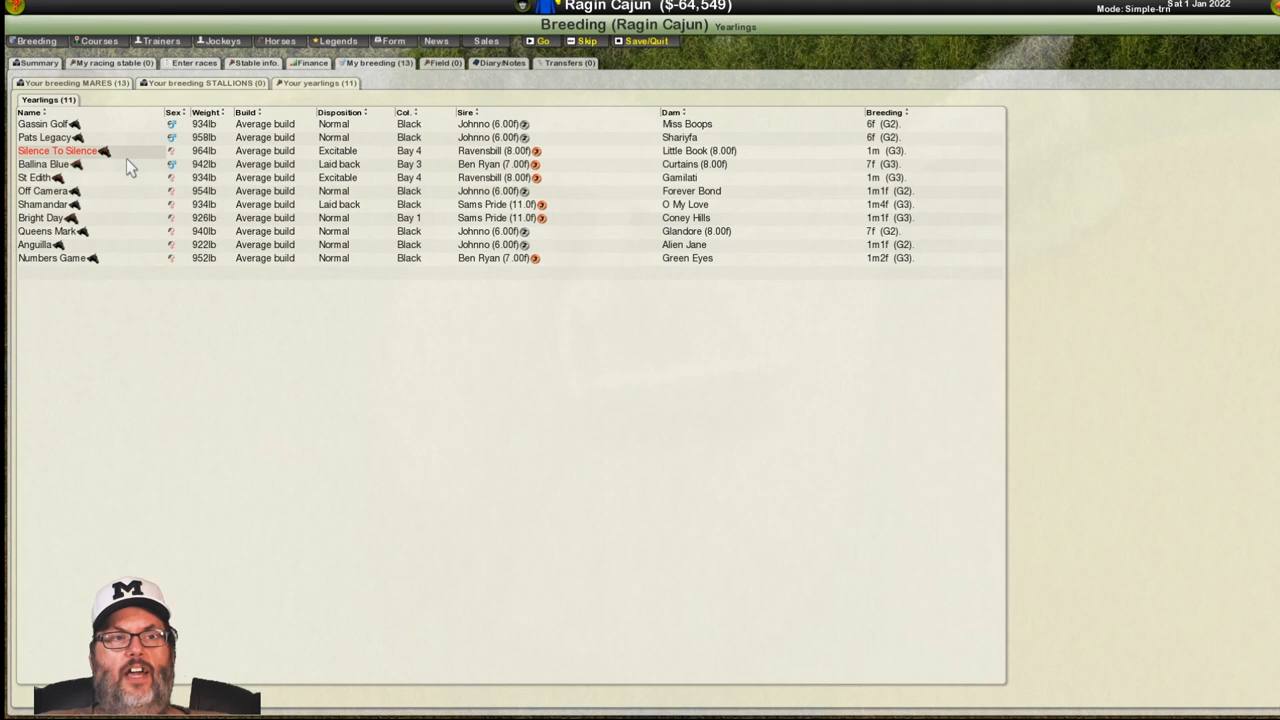 Ragin Cajun ($-64,549)
Mode: Simple-trn Sat 1 Jan 2022
Breeding (Ragin Cajun) Yearlings
Breeding Courses Trainers Jockeys Horses Legends Form News Sales Go Skip Save/Quit
Summary My racing stable (0) Enter races Stable info. Finance My breeding (13) Field (0) Diary/Notes Transfers (0)
Your breeding MARES (13) Your breeding STALLIONS (0) Your yearlings (11)
Yearlings (11)
Name Sex Weight Build Disposition Col. Sire Dam Breeding
Gassin Golf 934lb Average build Normal Black Johnno (6.00f) Miss Boops 6f (G2).
Pats Legacy 958lb Average build Normal Black Johnno (6.00f) Shariyfa 6f (G2).
Silence To Silence 964lb Average build Excitable Bay 4 Ravensbill (8.00f) Little Book (8.00f) 1m (G3).
Ballina Blue 942lb Average build Laid back Bay 3 Ben Ryan (7.00f) Curtains (8.00f) 7f (G3).
St Edith 934lb Average build Excitable Bay 4 Ravensbill (8.00f) Gamilati 1m (G3).
Off Camera 954lb Average build Normal Black Johnno (6.00f) Forever Bond 1m1f (G2).
Shamandar 934lb Average build Laid back Black Sams Pride (11.0f) O My Love 1m4f (G3).
Bright Day 926lb Average build Normal Bay 1 Sams Pride (11.0f) Coney Hills 1m1f (G3).
Queens Mark 940lb Average build Normal Black Johnno (6.00f) Glandore (8.00f) 7f (G2).
Anguilla 922lb Average build Normal Black Johnno (6.00f) Alien Jane 1m1f (G2).
Numbers Game 952lb Average build Normal Black Ben Ryan (7.00f) Green Eyes 1m2f (G3).
M